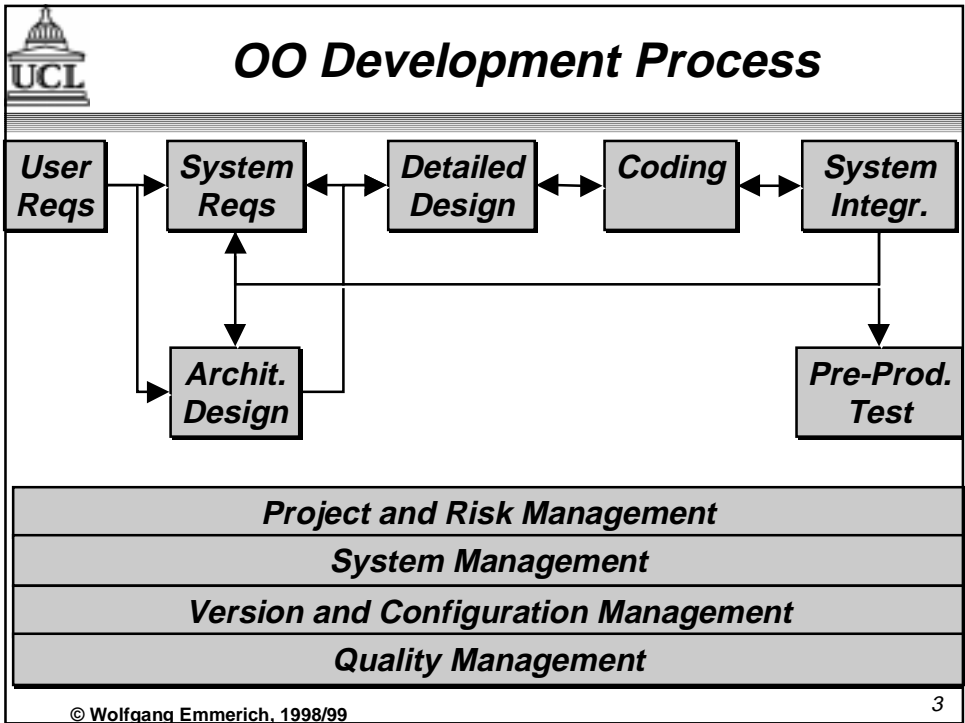 UCL
OO Development Process
User
Reqs
System
Reqs
Detailed
Design
Coding
System
Integr.
Archit.
Design
Pre-Prod.
Test
Project and Risk Management
System Management
Version and Configuration Management
Quality Management
© Wolfgang Emmerich, 1998/99
3